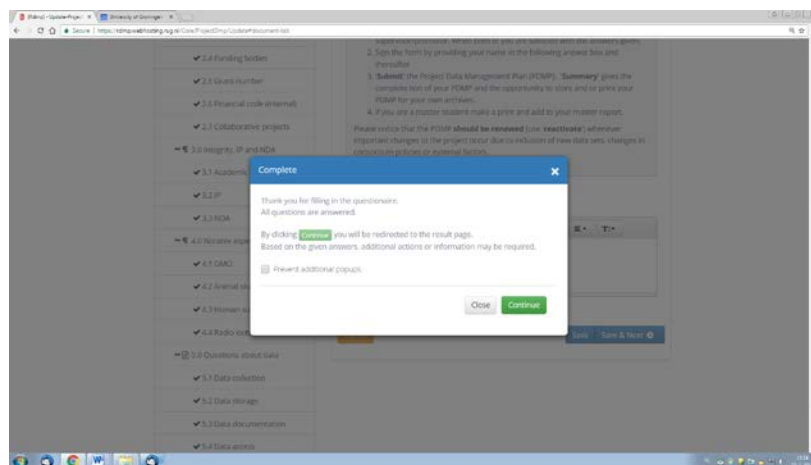 University of Groningen
Secure
2.4 Funding bodies
2.5 Grant number
2.6 Financial code (internal)
2.7 Collaborative projects
3.0 Integrity, IP and NDA
3.1 Academic
3.2 IP
3.3 NDA
4.1 GMO
4.2 Animal
4.3 Human
4.4 Radio
5.0 Questions about data
5.1 Data collection
5.2 Data storage
5.3 Data documentation
5.4 Data access
2. Sign the form by providing your name in the following answer box and
thereafter
3. 'Submit' the Project Data Management Plan (PDMP). 'Summary' gives the
completion of your PDMP and the opportunity to store and or print your
PDMP for your own archives.
4. If you are a master student make a print and add to your master report.
Please notice that the PDMP should be renewed (use 'reactivate') whenever
important changes to the project occur due to inclusion of new data sets, changes in
consortium policies or external factors.
Complete
Thank you for filling in the questionaire.
All questions are answered.
By clicking Continue you will be redirected to the result page.
Based on the given answers, additional actions or information may be required.
Prevent additional popups
Close
Continue
Save
Save & Next